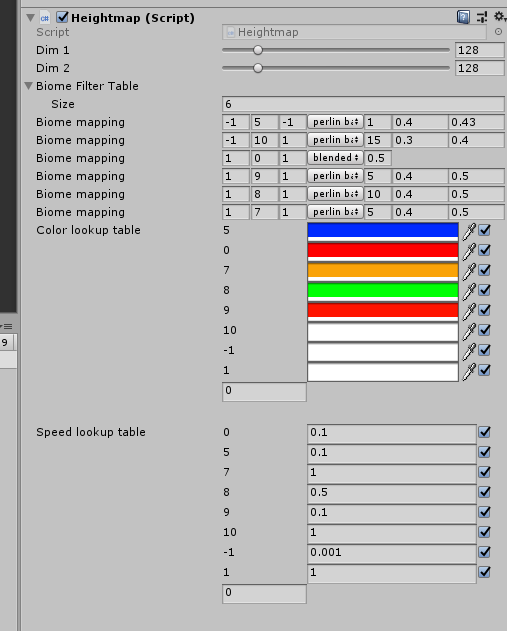 Heightmap (Script)
Script Heightmap
Dim 1 128
Dim 2 128
Biome Filter Table
Size 6
Biome mapping -1 5 -1 perlin ba 1 0.4 0.43
Biome mapping -1 10 1 perlin ba 15 0.3 0.4
Biome mapping 1 0 1 blended 0.5
Biome mapping 1 9 1 perlin ba 5 0.4 0.5
Biome mapping 1 8 1 perlin ba 10 0.4 0.5
Biome mapping 1 7 1 perlin ba 5 0.4 0.5
Color lookup table 5
0
7
8
9
10
-1
1
0
Speed lookup table 0 0.1
5 0.1
7 1
8 0.5
9 0.1
10 1
-1 0.001
1 1
0
9